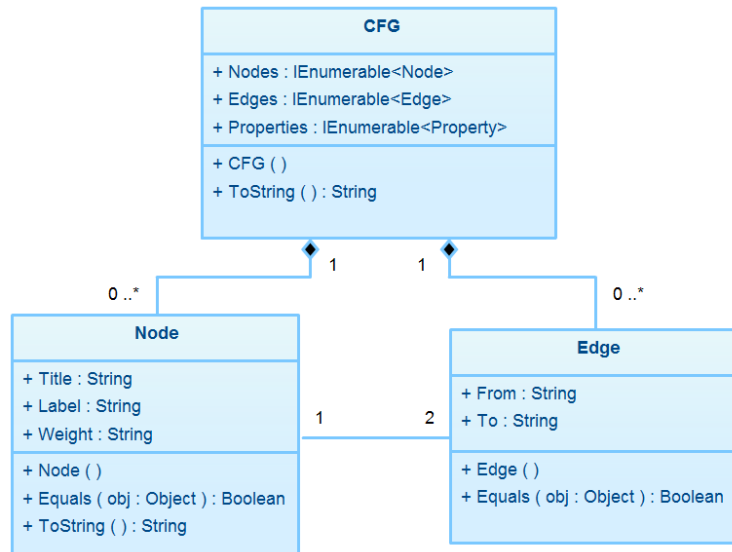 CFG
+ Nodes : IEnumerable<Node>
+ Edges : IEnumerable<Edge>
+ Properties : IEnumerable<Property>
+ CFG ( )
+ ToString ( ) : String
1
1
0 ..*
0 ..*
Node
+ Title : String
+ Label : String
+ Weight : String
+ Node ( )
+ Equals ( obj : Object ) : Boolean
+ ToString ( ) : String
1
2
Edge
+ From : String
+ To : String
+ Edge ( )
+ Equals ( obj : Object ) : Boolean